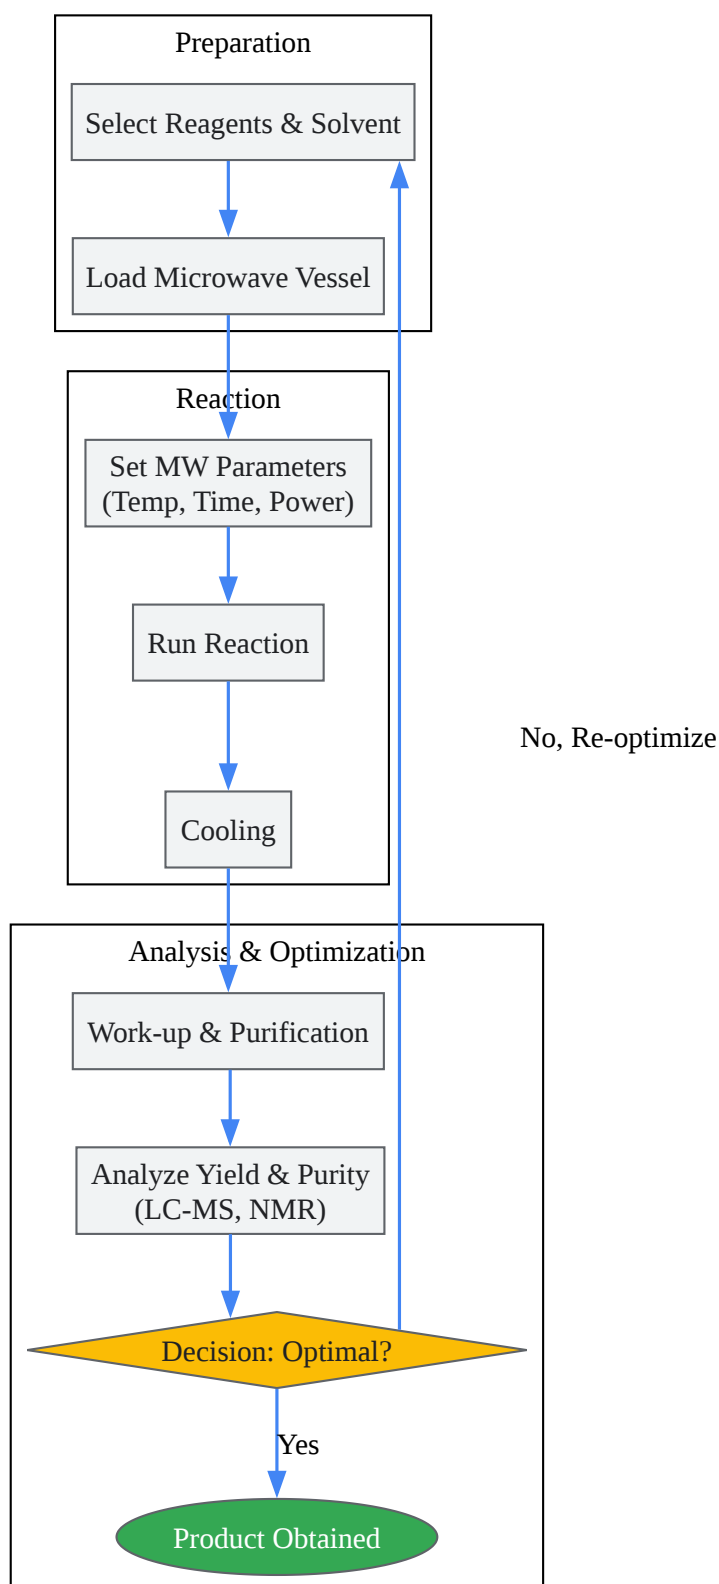 Preparation
Select Reagents & Solvent
Load Microwave Vessel
Reaction
Set MW Parameters
(Temp, Time, Power)
Run Reaction
No, Re-optimize
Cooling
Analysis & Optimization
Work-up & Purification
Analyze Yield & Purity
(LC-MS, NMR)
Decision: Optimal?
Yes
Product Obtained